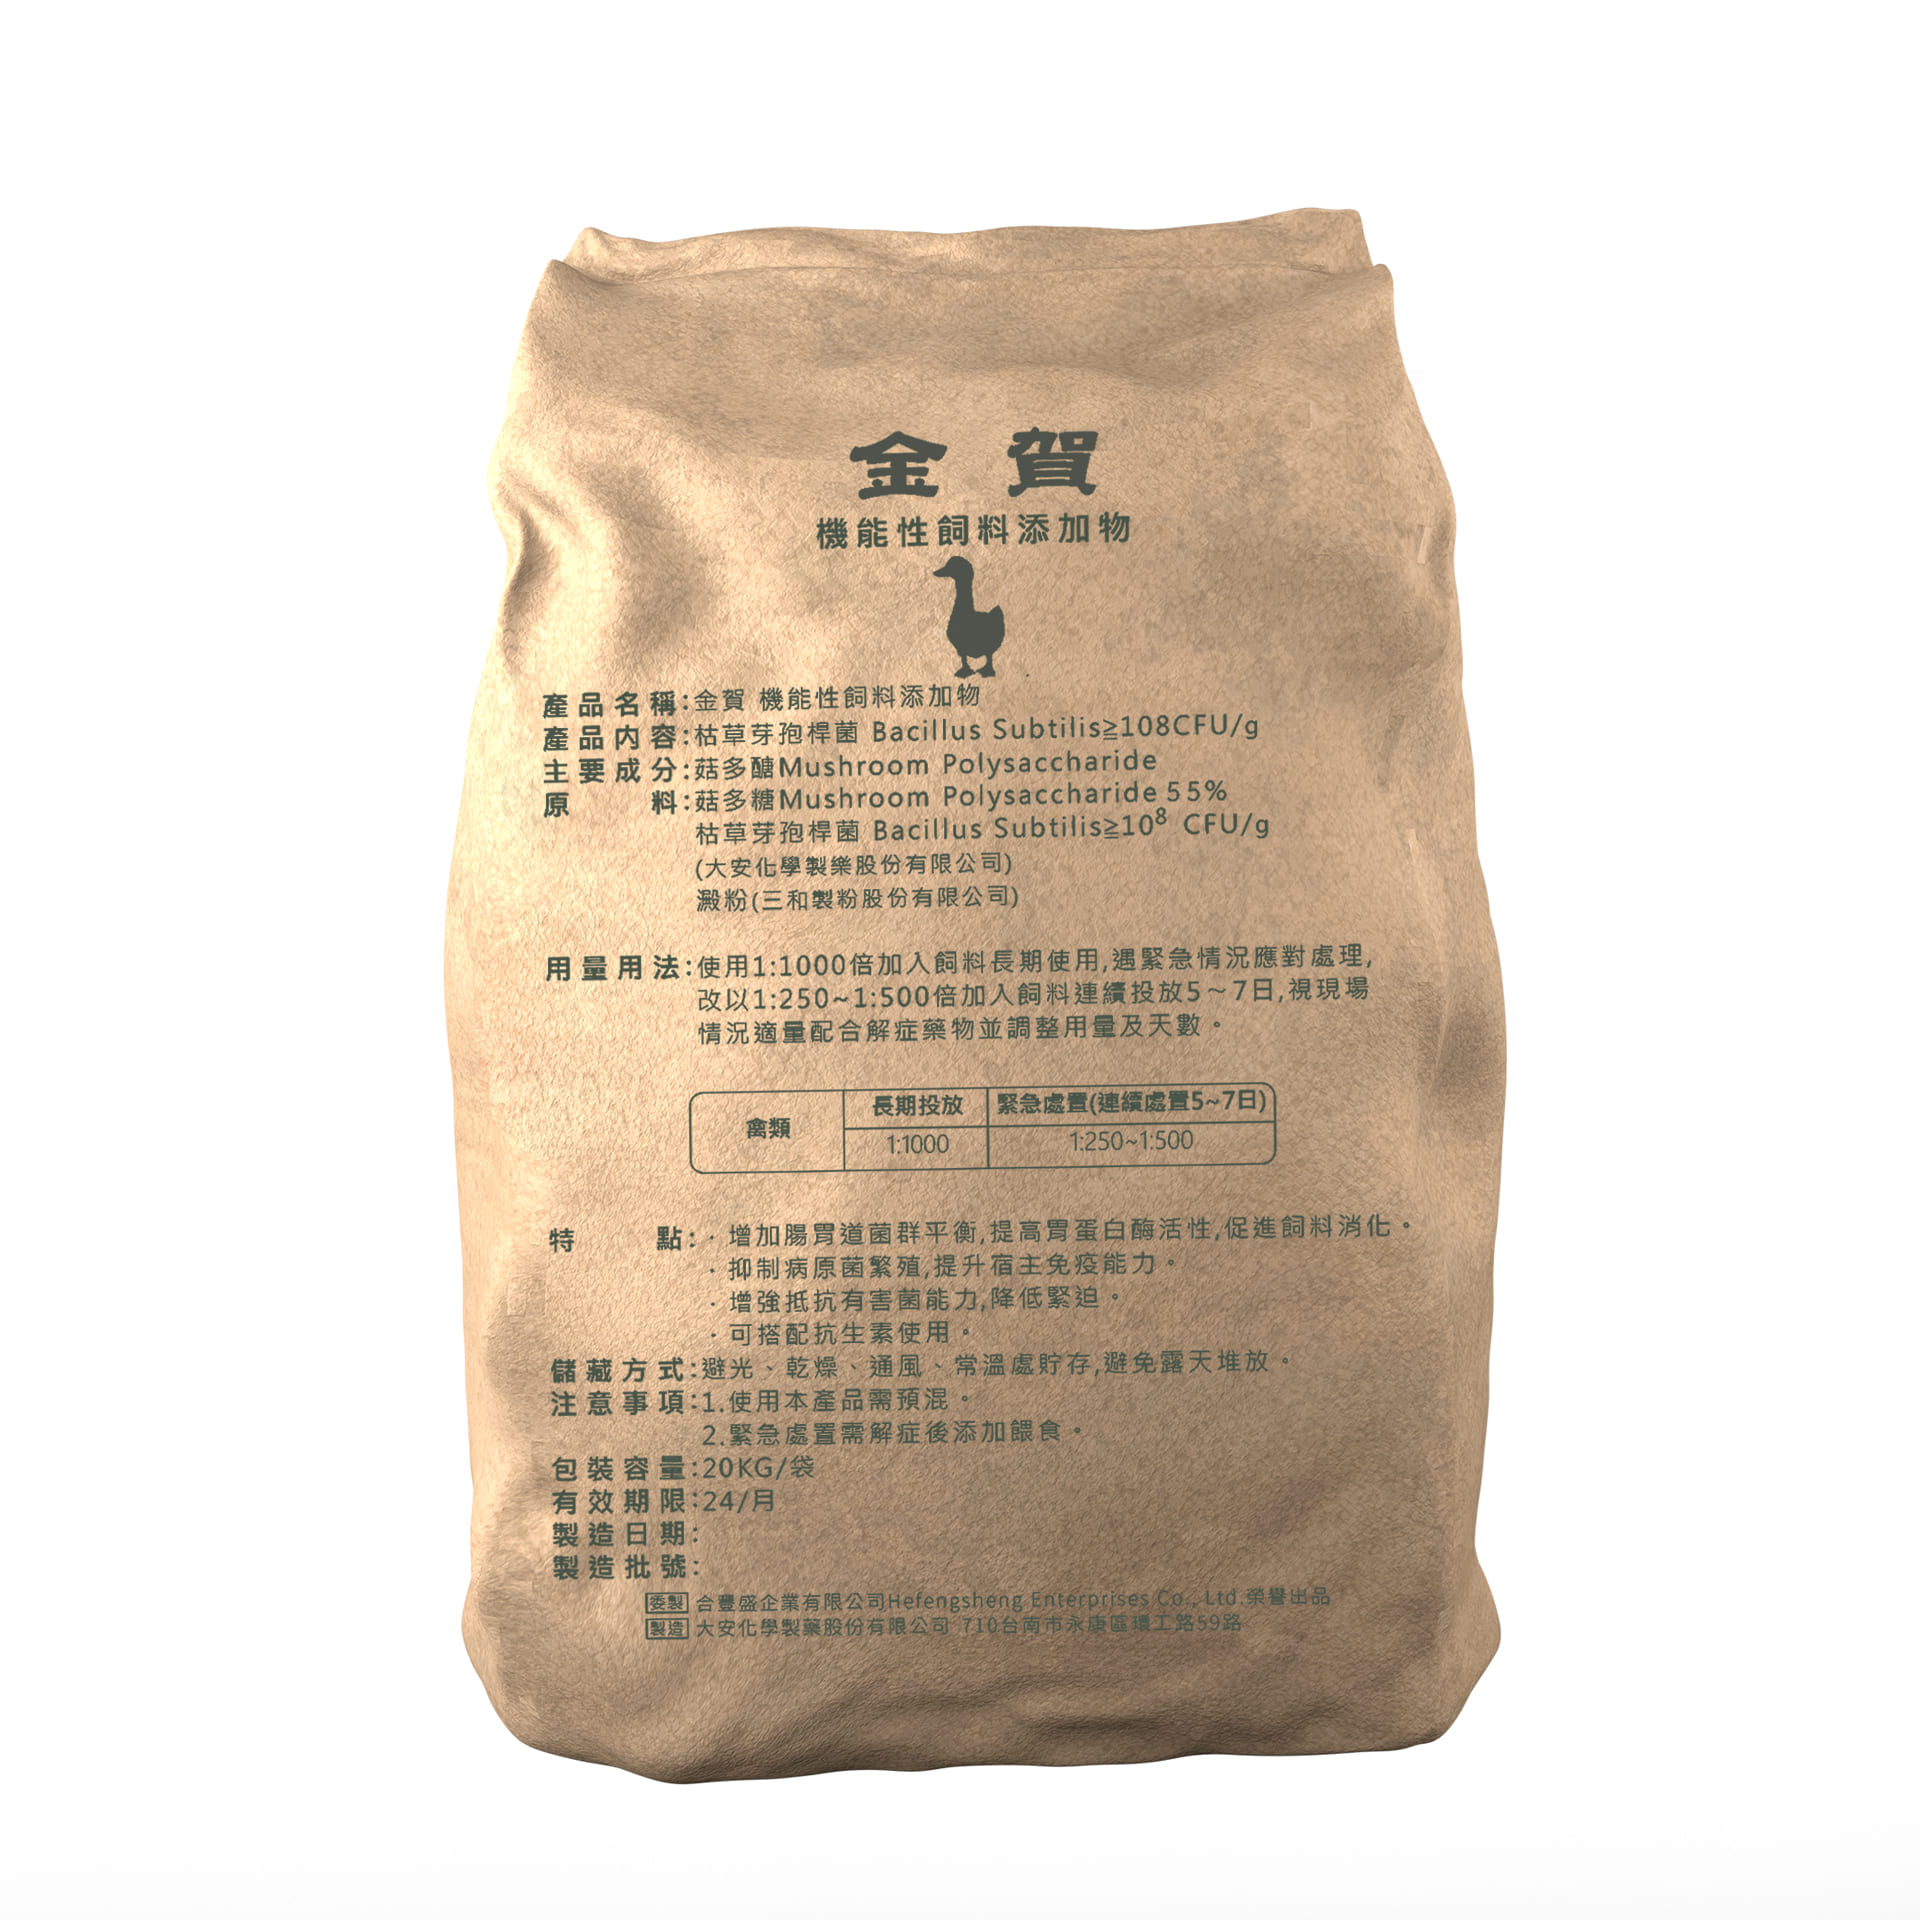 金 賀
機能性飼料添加物
產品名稱:金賀 機能性飼料添加物
產品内容:枯草芽孢桿菌 Bacillus Subtilis≧108CFU/g
主要成分:菇多醣Mushroom Polysaccharide
原 料:菇多糖Mushroom Polysaccharide 55%
枯草芽孢桿菌 Bacillus Subtilis≧10⁸ CFU/g
(大安化學製藥股份有限公司)
澱粉(三和製粉股份有限公司)
用量用法:使用1:1000倍加入飼料長期使用,遇緊急情況應對處理,
改以1:250~1:500倍加入飼料連續投放5~7日,視現場
情況適量配合解症藥物並調整用量及天數。
禽類 長期投放 緊急處置(連續處置5~7日)
1:1000 1:250~1:500
特 點:·增加腸胃道菌群平衡,提高胃蛋白酶活性,促進飼料消化。
·抑制病原菌繁殖,提升宿主免疫能力。
·增強抵抗有害菌能力,降低緊迫。
·可搭配抗生素使用。
儲藏方式:避光、乾燥、通風、常溫處貯存,避免露天堆放。
注意事項:1.使用本產品需預混。
2.緊急處置需解症後添加餵食。
包裝容量:20KG/袋
有效期限:24/月
製造日期:
製造批號:
委製 合豐盛企業有限公司Hefengsheng Enterprises Co., Ltd.榮譽出品
製造 大安化學製藥股份有限公司 710台南市永康區環工路59路